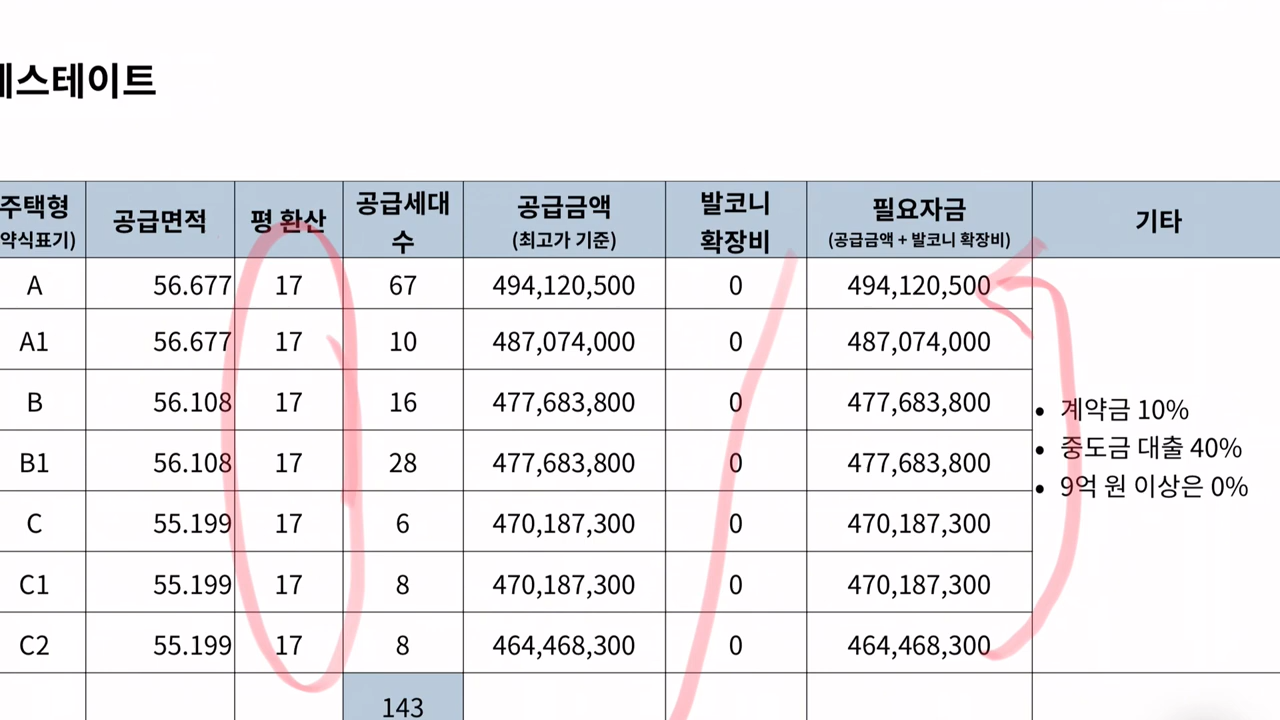 에스테이트
주택형 공급면적 평 환산 공급세대수 공급금액 발코니 확장비 필요자금 기타
약식표기) (최고가 기준) (공급금액 + 발코니 확장비)
A 56.677 17 67 494,120,500 0 494,120,500
A1 56.677 17 10 487,074,000 0 487,074,000
B 56.108 17 16 477,683,800 0 477,683,800
B1 56.108 17 28 477,683,800 0 477,683,800
C 55.199 17 6 470,187,300 0 470,187,300
C1 55.199 17 8 470,187,300 0 470,187,300
C2 55.199 17 8 464,468,300 0 464,468,300
143
• 계약금 10%
• 중도금 대출 40%
• 9억 원 이상은 0%